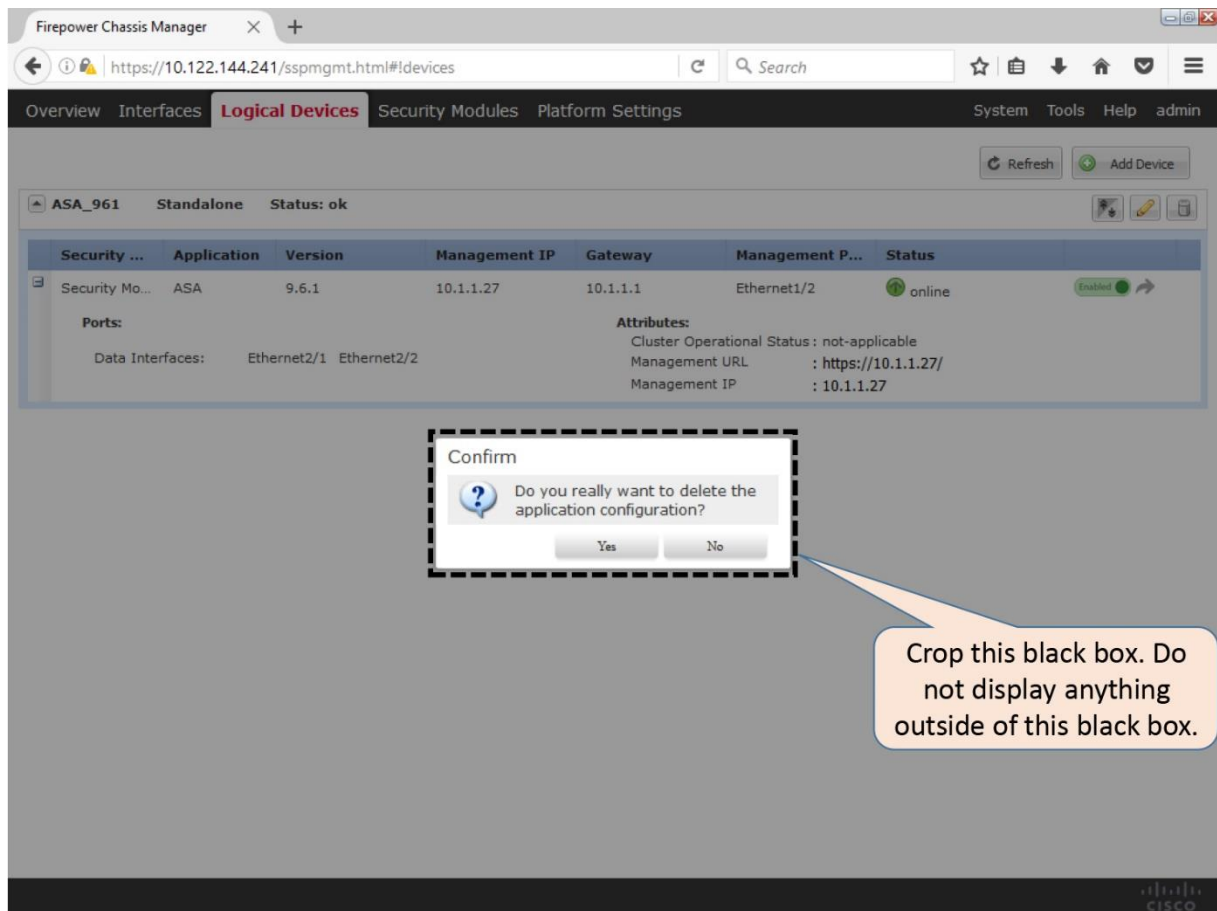 Firepower Chassis Manager
https://10.122.144.241/sspmgmt.html#!devices
Search
Overview Interfaces Logical Devices Security Modules Platform Settings System Tools Help admin
Refresh Add Device
ASA_961 Standalone Status: ok
Security ... Application Version Management IP Gateway Management P... Status
Security Mo... ASA 9.6.1 10.1.1.27 10.1.1.1 Ethernet1/2 online Enabled
Ports:
Data Interfaces: Ethernet2/1 Ethernet2/2
Attributes:
Cluster Operational Status : not-applicable
Management URL : https://10.1.1.27/
Management IP : 10.1.1.27
Confirm
Do you really want to delete the
application configuration?
Yes No
Crop this black box. Do
not display anything
outside of this black box.
CISCO